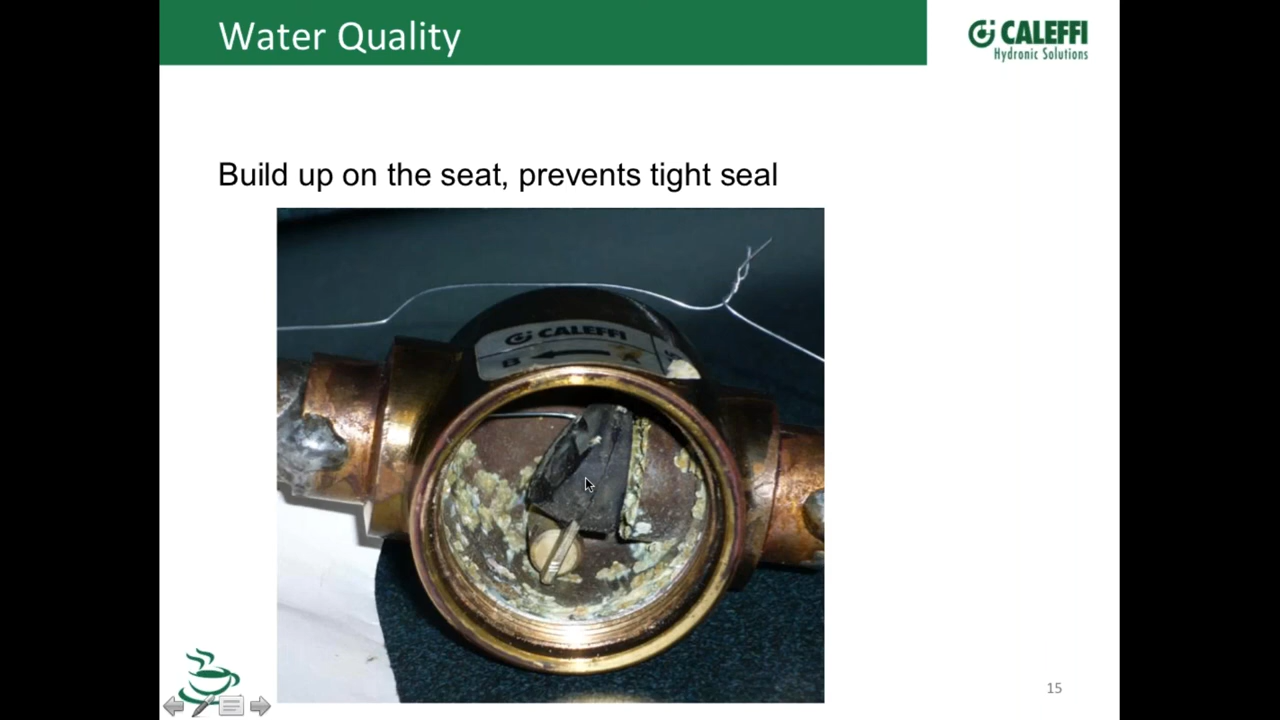 Water Quality
CALEFFI
Hydronic Solutions
Build up on the seat, prevents tight seal
CALEFFI
B A
15